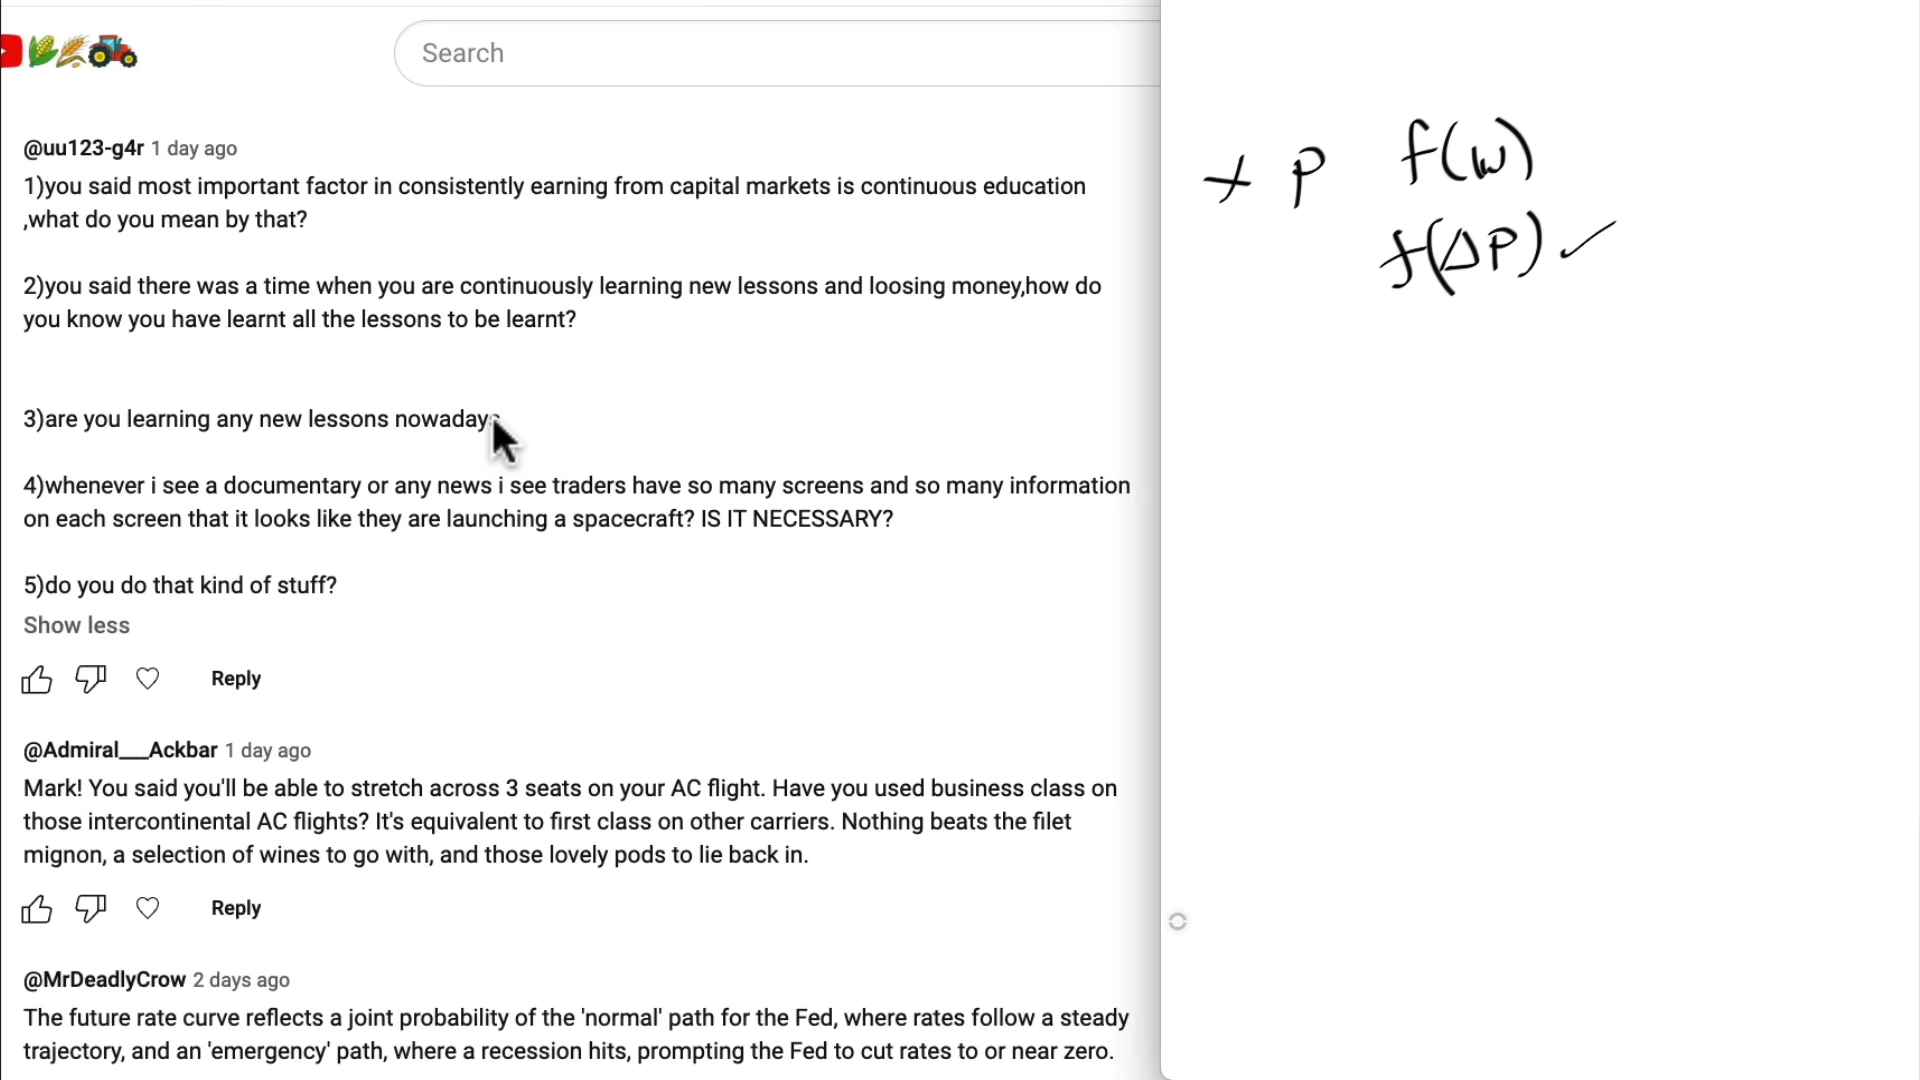 Search
@uu123-g4r 1 day ago
1)you said most important factor in consistently earning from capital markets is continuous education
,what do you mean by that?
2)you said there was a time when you are continuously learning new lessons and loosing money,how do
you know you have learnt all the lessons to be learnt?
3)are you learning any new lessons nowadays
4)whenever i see a documentary or any news i see traders have so many screens and so many information
on each screen that it looks like they are launching a spacecraft? IS IT NECESSARY?
5)do you do that kind of stuff?
Show less
Reply
@Admiral___Ackbar 1 day ago
Mark! You said you'll be able to stretch across 3 seats on your AC flight. Have you used business class on
those intercontinental AC flights? It's equivalent to first class on other carriers. Nothing beats the filet
mignon, a selection of wines to go with, and those lovely pods to lie back in.
Reply
@MrDeadlyCrow 2 days ago
The future rate curve reflects a joint probability of the 'normal' path for the Fed, where rates follow a steady
trajectory, and an 'emergency' path, where a recession hits, prompting the Fed to cut rates to or near zero.
+ P f(w)
f(ΔP) ✓